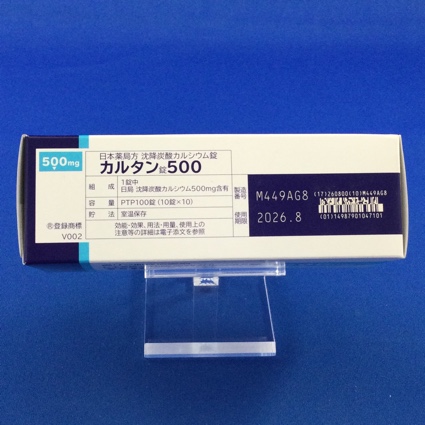 500mg
日本薬局方 沈降炭酸カルシウム錠
カルタン錠500
組成 1錠中
日局 沈降炭酸カルシウム500mg含有
容量 PTP100錠(10錠×10)
貯法 室温保存
効能・効果、用法・用量、使用上の
注意等の詳細は電子添文を参照
Ⓡ登録商標
V002
製造番号 M449AG8
使用期限 2026.8
(17)260800(10)M449AG8
(01)14987901047101